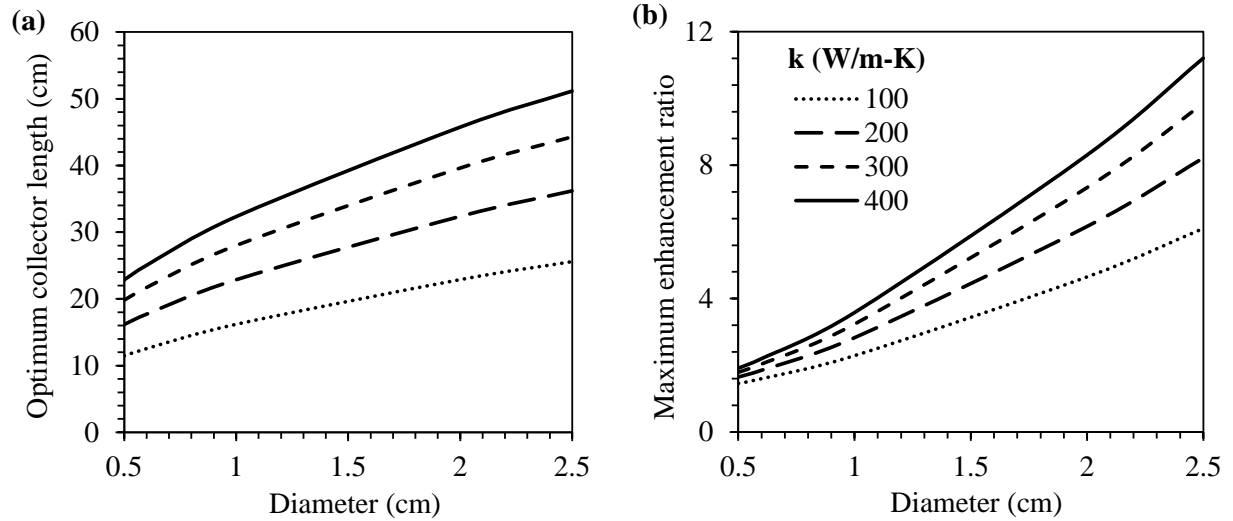 (a)
Optimum collector length (cm)
60
50
40
30
20
10
0
0.5 1 1.5 2 2.5
Diameter (cm)
(b)
Maximum enhancement ratio
12
8
4
0
k (W/m-K)
100
200
300
400
0.5 1 1.5 2 2.5
Diameter (cm)